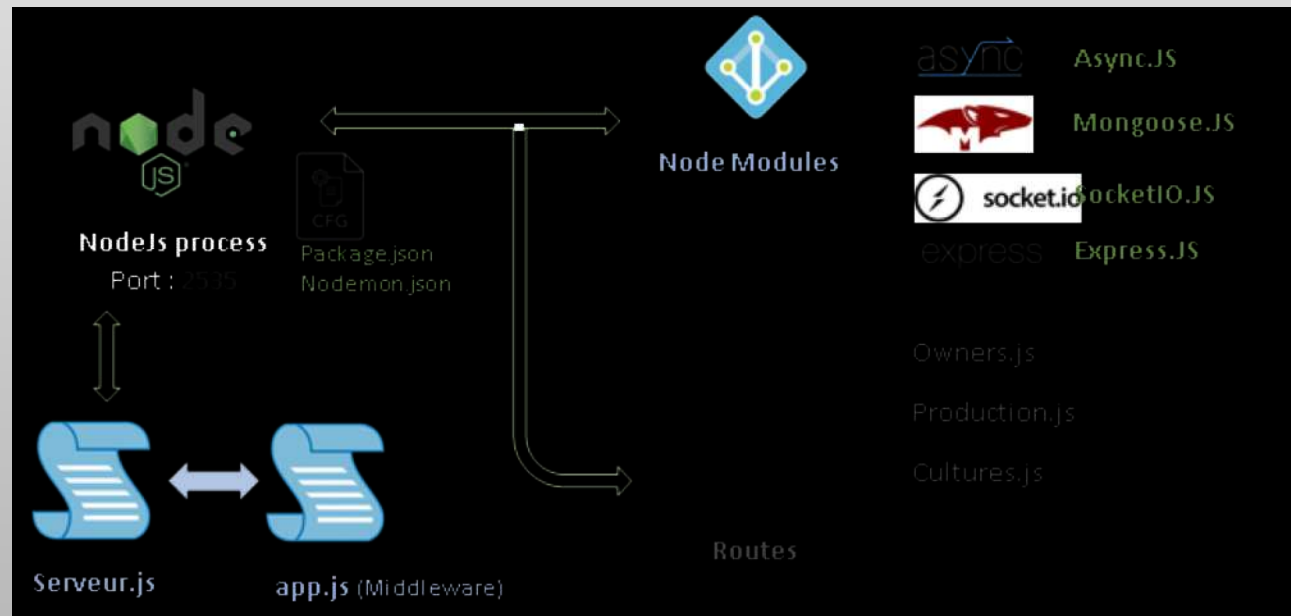 node
JS
NodeJs process
Port : 2535
CFG
Package.json
Nodemon.json
Node Modules
async
Async.JS
M
Mongoose.JS
socket.io
SocketIO.JS
express
Express.JS
Owners.js
Production.js
Cultures.js
Routes
Serveur.js
app.js (Middleware)